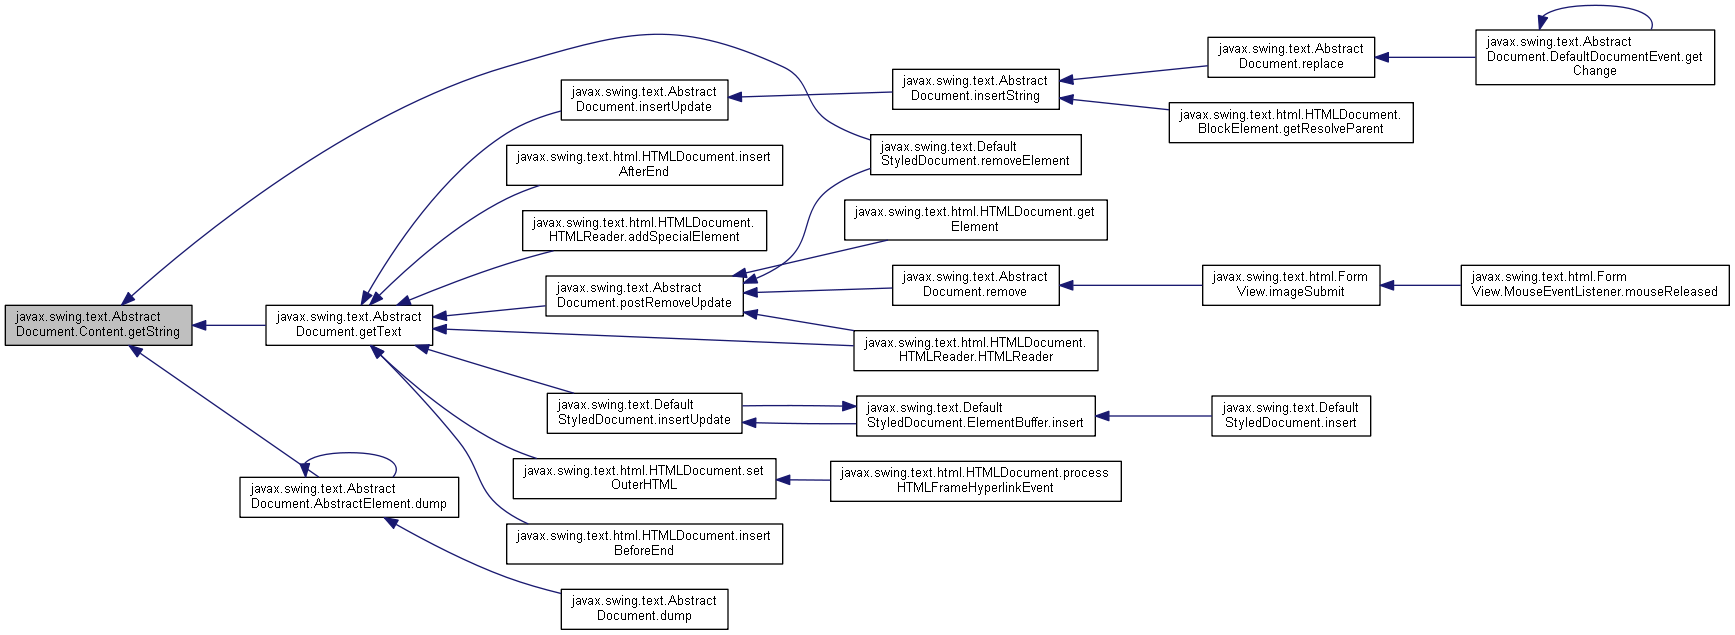 javax.swing.text.Abstract
Document.Content.getString
javax.swing.text.Abstract
Document.getText
javax.swing.text.Abstract
Document.AbstractElement.dump
javax.swing.text.Abstract
Document.insertUpdate
javax.swing.text.html.HTMLDocument.insert
AfterEnd
javax.swing.text.html.HTMLDocument.
HTMLReader.addSpecialElement
javax.swing.text.Abstract
Document.postRemoveUpdate
javax.swing.text.Default
StyledDocument.insertUpdate
javax.swing.text.html.HTMLDocument.set
OuterHTML
javax.swing.text.html.HTMLDocument.insert
BeforeEnd
javax.swing.text.Abstract
Document.dump
javax.swing.text.Abstract
Document.insertString
javax.swing.text.Default
StyledDocument.removeElement
javax.swing.text.html.HTMLDocument.get
Element
javax.swing.text.Abstract
Document.remove
javax.swing.text.html.HTMLDocument.
HTMLReader.HTMLReader
javax.swing.text.Default
StyledDocument.ElementBuffer.insert
javax.swing.text.html.HTMLDocument.process
HTMLFrameHyperlinkEvent
javax.swing.text.Abstract
Document.replace
javax.swing.text.html.HTMLDocument.
BlockElement.getResolveParent
javax.swing.text.html.Form
View.imageSubmit
javax.swing.text.Default
StyledDocument.insert
javax.swing.text.Abstract
Document.DefaultDocumentEvent.get
Change
javax.swing.text.html.Form
View.MouseEventListener.mouseReleased